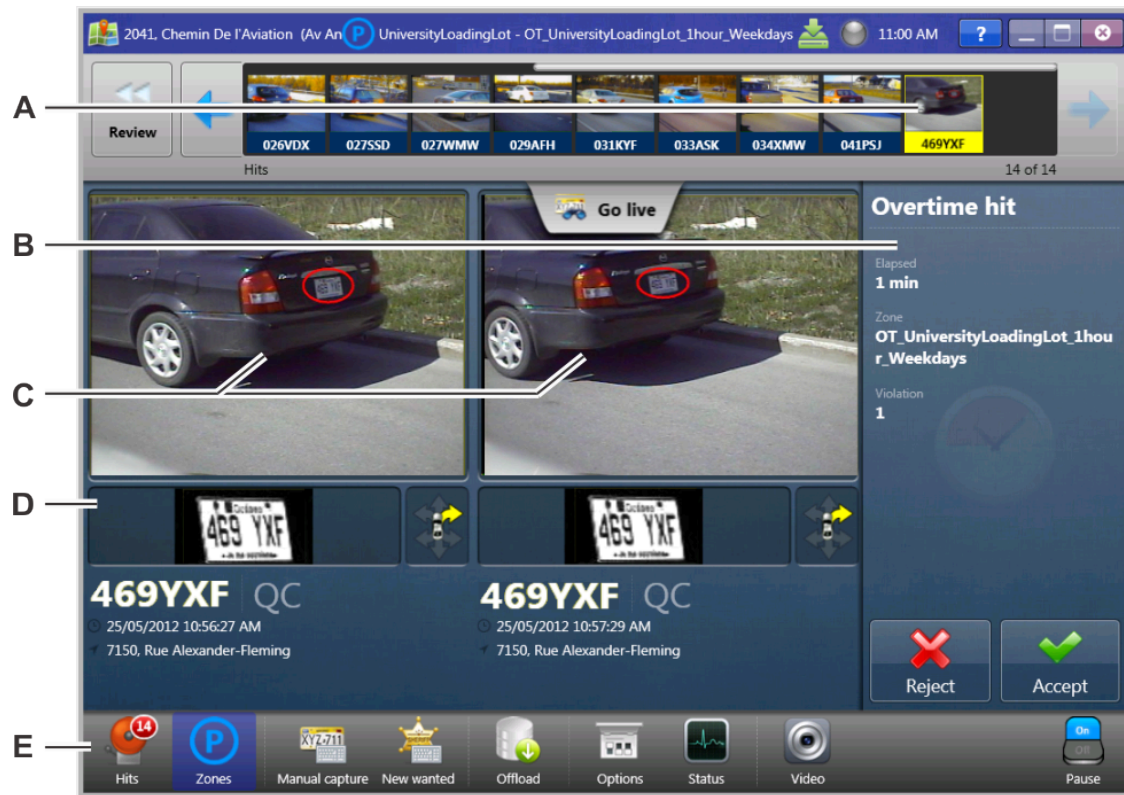 2041, Chemin De l'Aviation (Av An P UniversityLoadingLot - OT_UniversityLoadingLot_1hour_Weekdays 11:00 AM ?
A
Review
026VDX 027SSD 027WMW 029AFH 031KYF 033ASK 034XMW 041PSJ 469YXF
Hits 14 of 14
Go live
Overtime hit
B
Elapsed
1 min
Zone
OT_UniversityLoadingLot_1hou
r_Weekdays
Violation
1
C
D
469 YXF 469 YXF
469YXF QC 469YXF QC
25/05/2012 10:56:27 AM 25/05/2012 10:57:29 AM
7150, Rue Alexander-Fleming 7150, Rue Alexander-Fleming
Reject Accept
E
14 P XYZ-711 On
Off
Hits Zones Manual capture New wanted Offload Options Status Video Pause